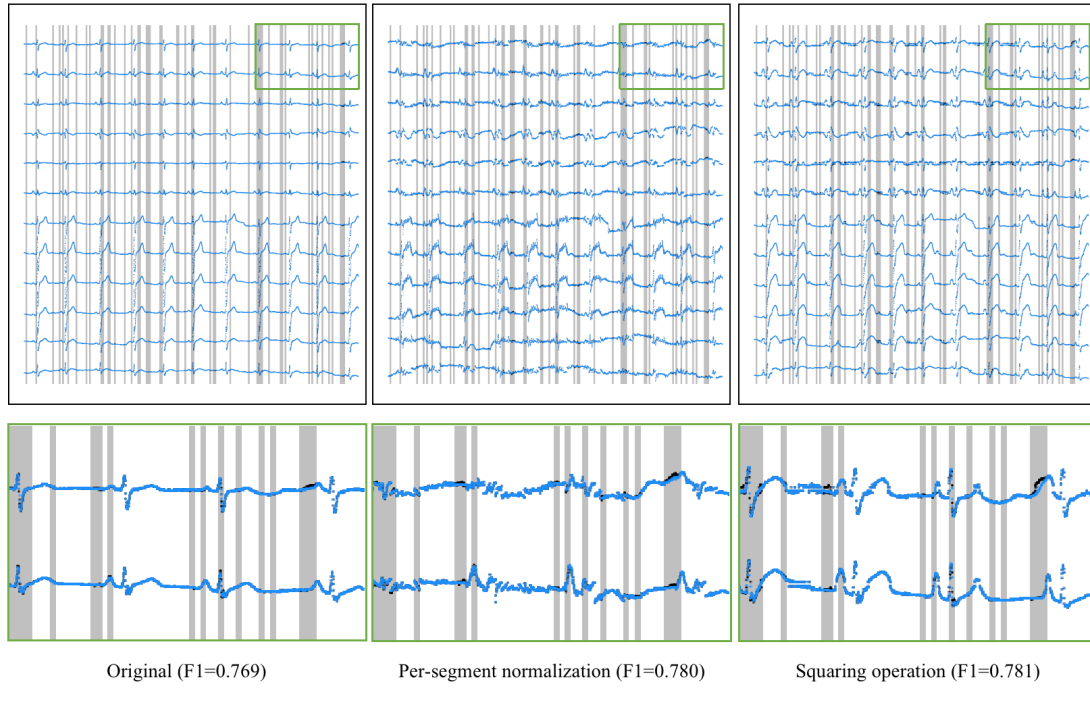 Original (F1=0.769)
Per-segment normalization (F1=0.780)
Squaring operation (F1=0.781)